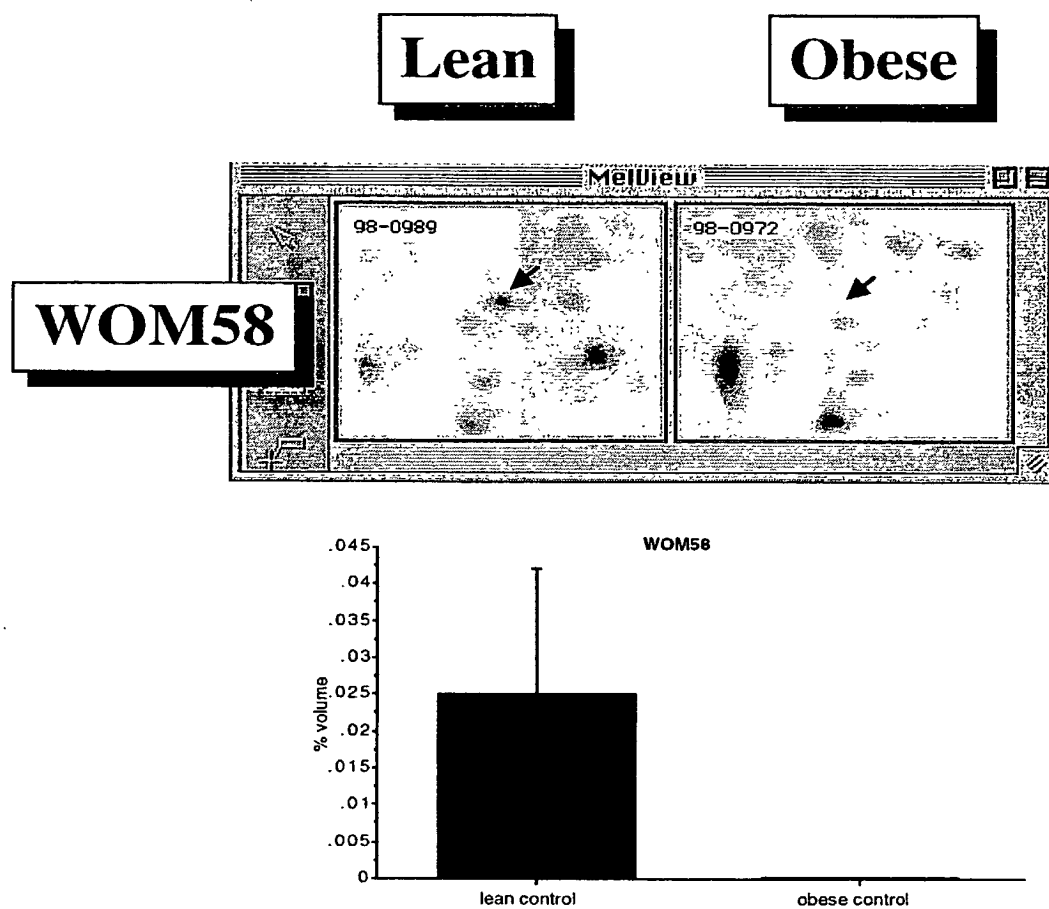 Lean
Obese
MelView
98-0989
98-0972
WOM58
WOM58
.045
.04
.035
.03
.025
.02
.015
.01
.005
0
% volume
lean control
obese control